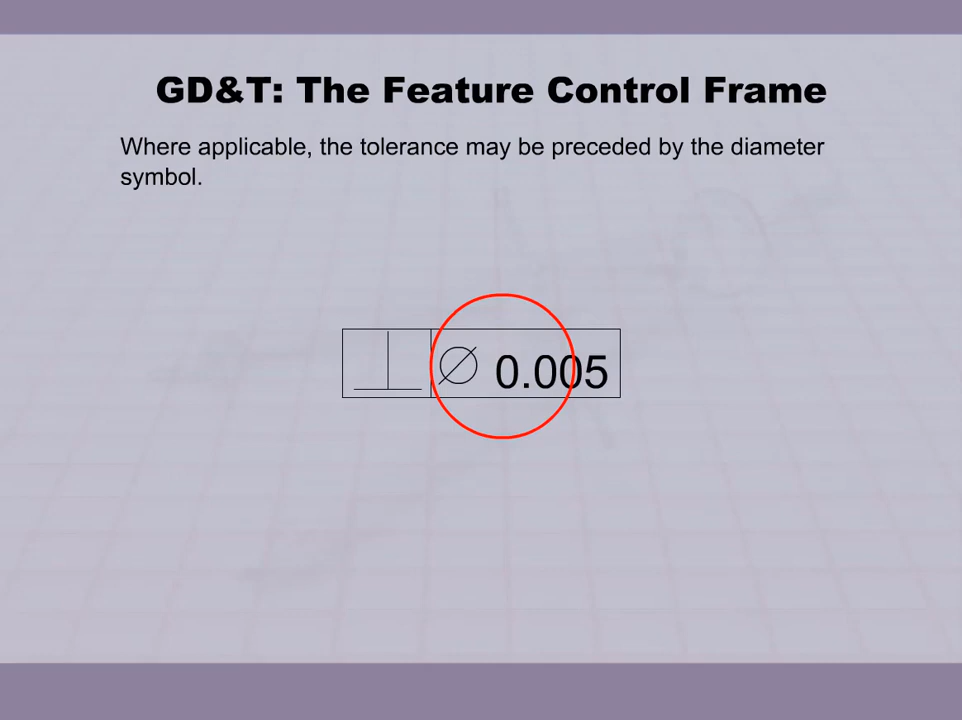 GD&T: The Feature Control Frame
Where applicable, the tolerance may be preceded by the diameter
symbol.
⟂ ⌀ 0.005